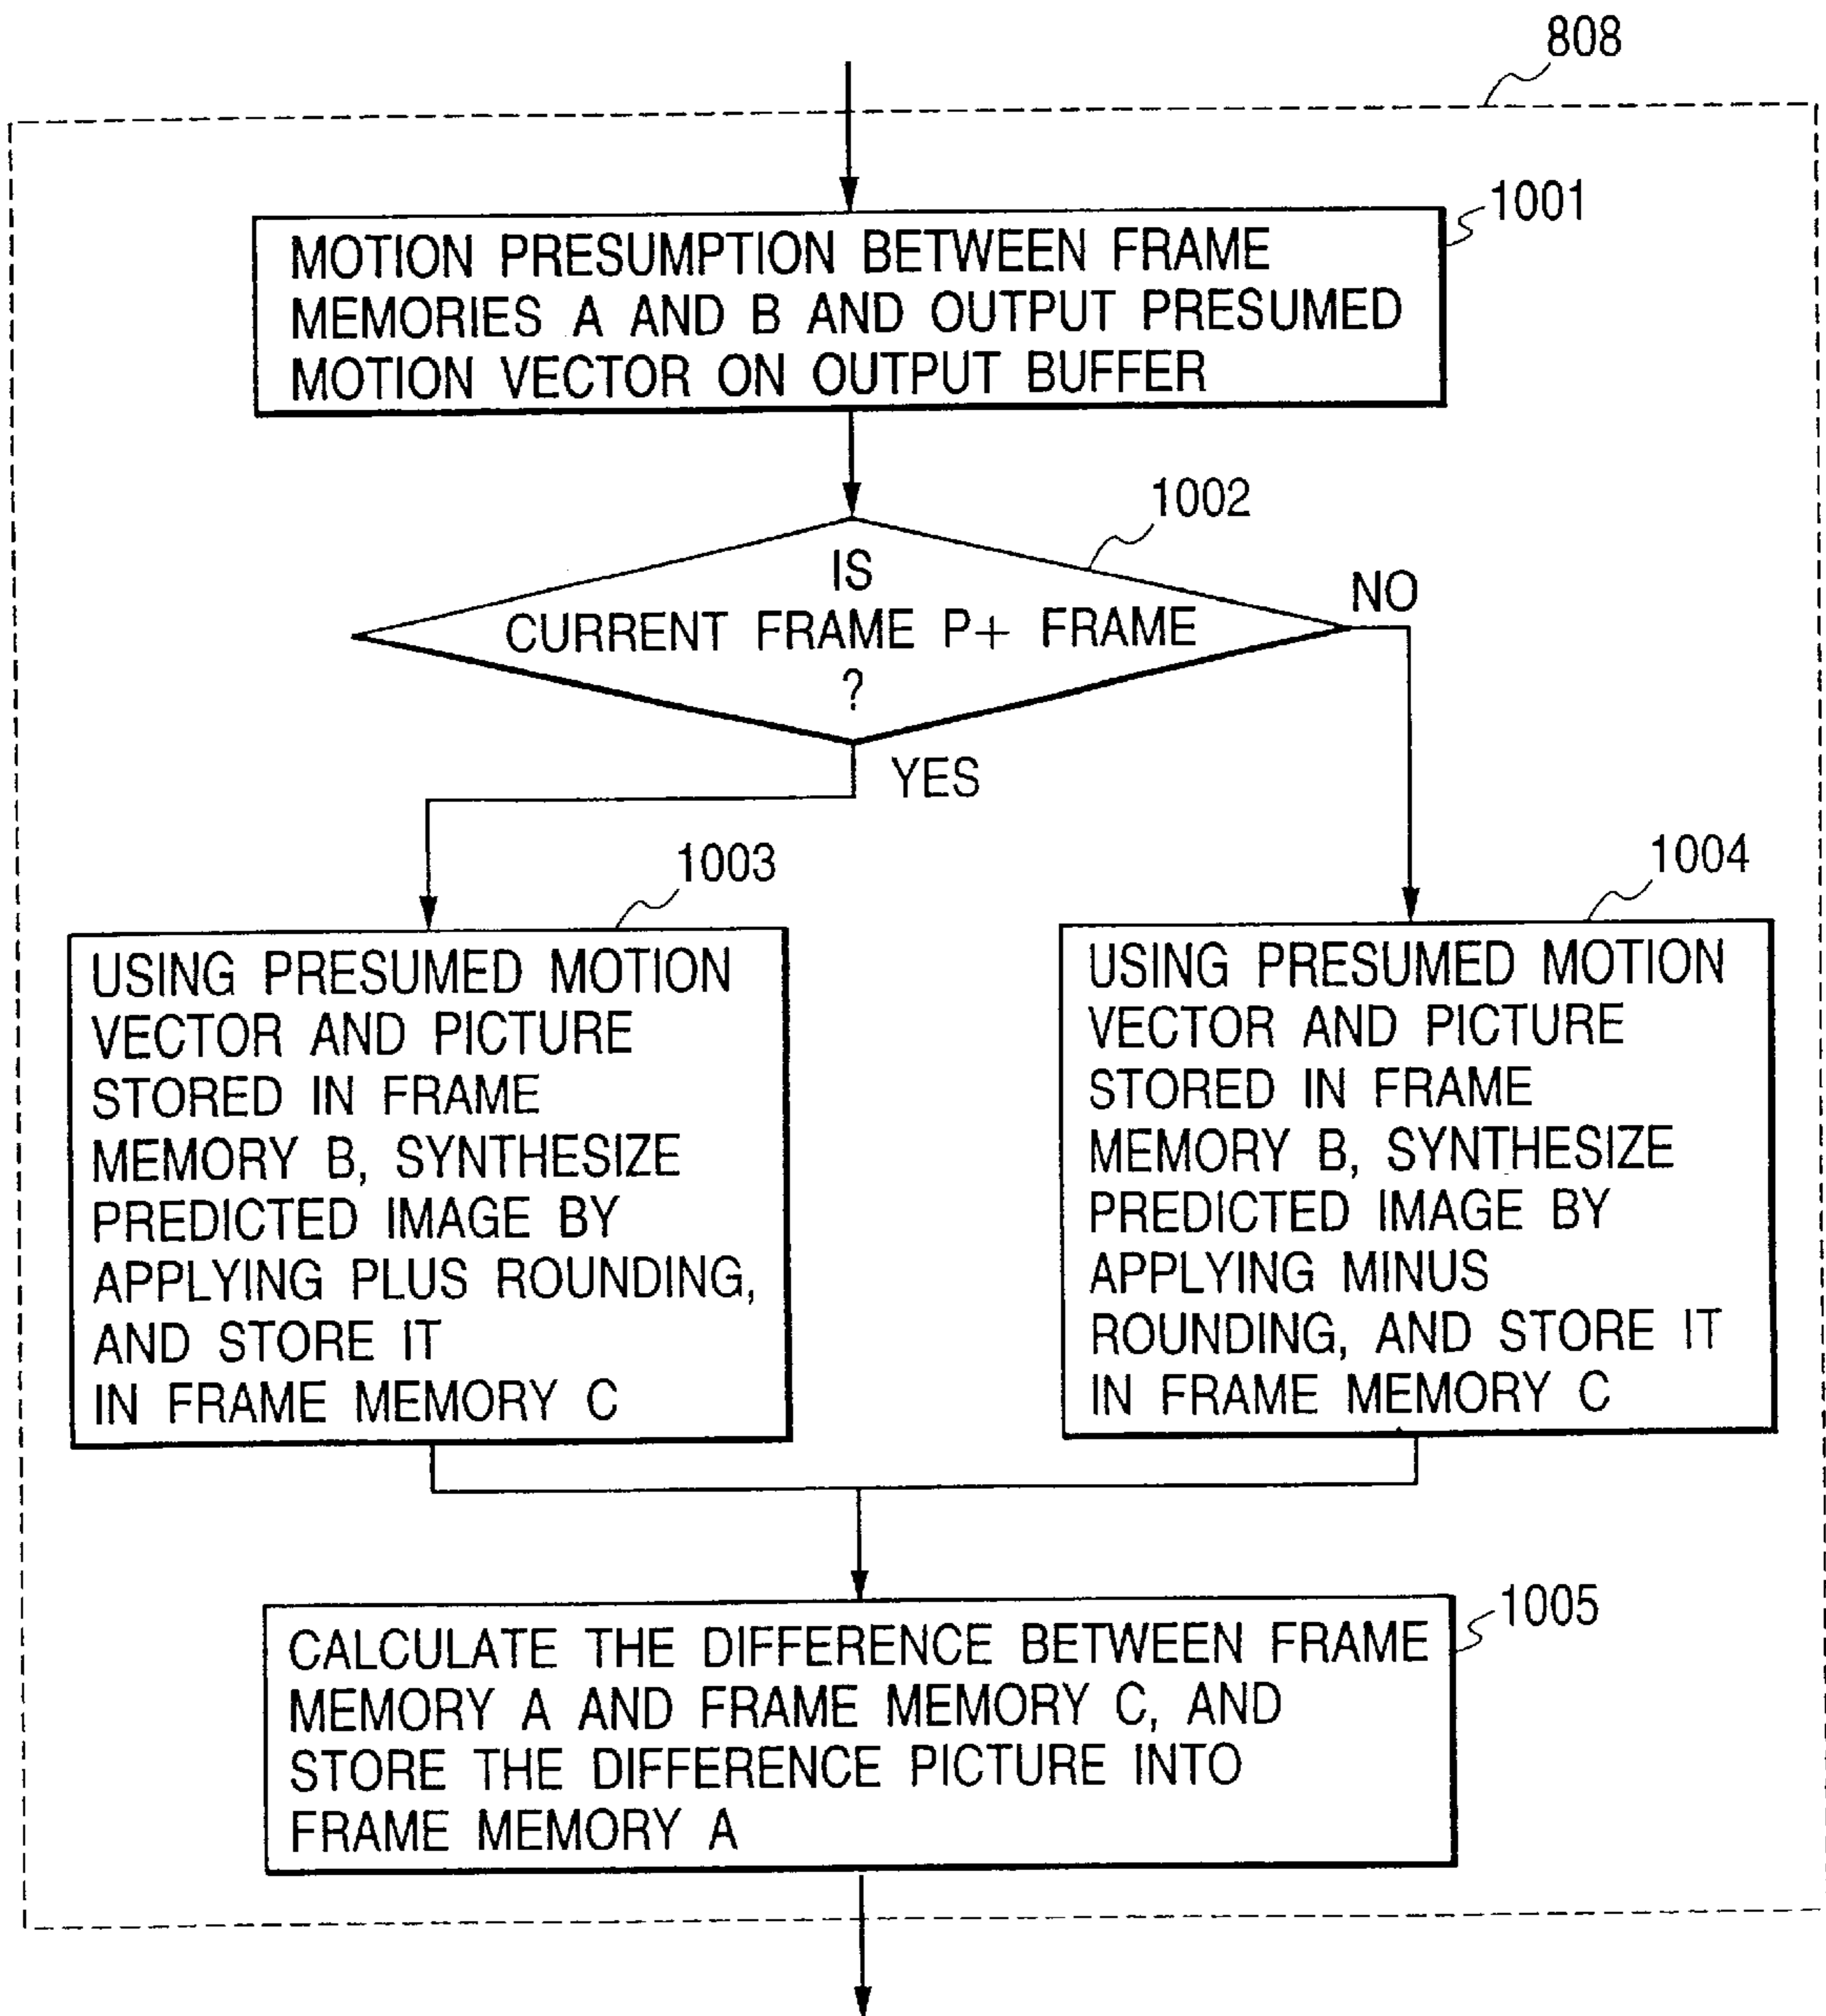 808
1001
MOTION PRESUMPTION BETWEEN FRAME
MEMORIES A AND B AND OUTPUT PRESUMED
MOTION VECTOR ON OUTPUT BUFFER
1002
IS
CURRENT FRAME P+ FRAME
?
NO
YES
1003
USING PRESUMED MOTION
VECTOR AND PICTURE
STORED IN FRAME
MEMORY B, SYNTHESIZE
PREDICTED IMAGE BY
APPLYING PLUS ROUNDING,
AND STORE IT
IN FRAME MEMORY C
1004
USING PRESUMED MOTION
VECTOR AND PICTURE
STORED IN FRAME
MEMORY B, SYNTHESIZE
PREDICTED IMAGE BY
APPLYING MINUS
ROUNDING, AND STORE IT
IN FRAME MEMORY C
1005
CALCULATE THE DIFFERENCE BETWEEN FRAME
MEMORY A AND FRAME MEMORY C, AND
STORE THE DIFFERENCE PICTURE INTO
FRAME MEMORY A